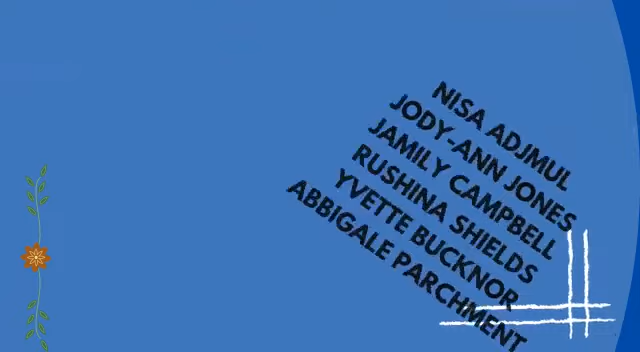 NISA ADJMUL
JODY-ANN JONES
JAMILY CAMPBELL
RUSHINA SHIELDS
YVETTE BUCKNOR
ABBIGALE PARCHMENT